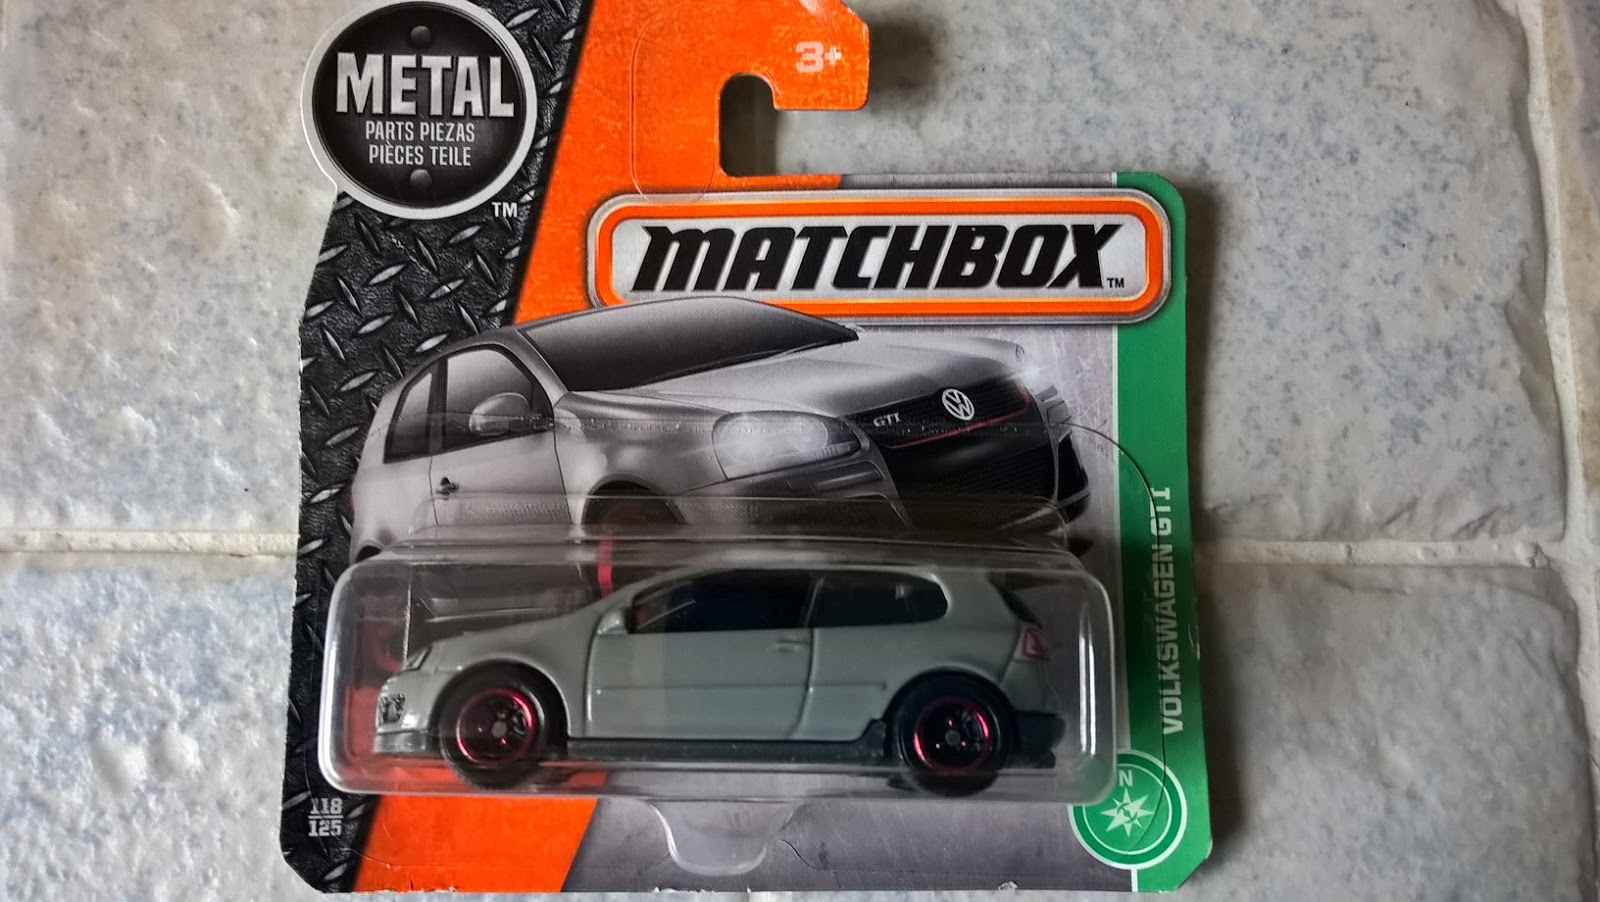 METAL
PARTS PIEZAS
PIÈCES TEILE
TM
3+
MATCHBOX TM
GTI
VOLKSWAGEN GTI
118
125
N